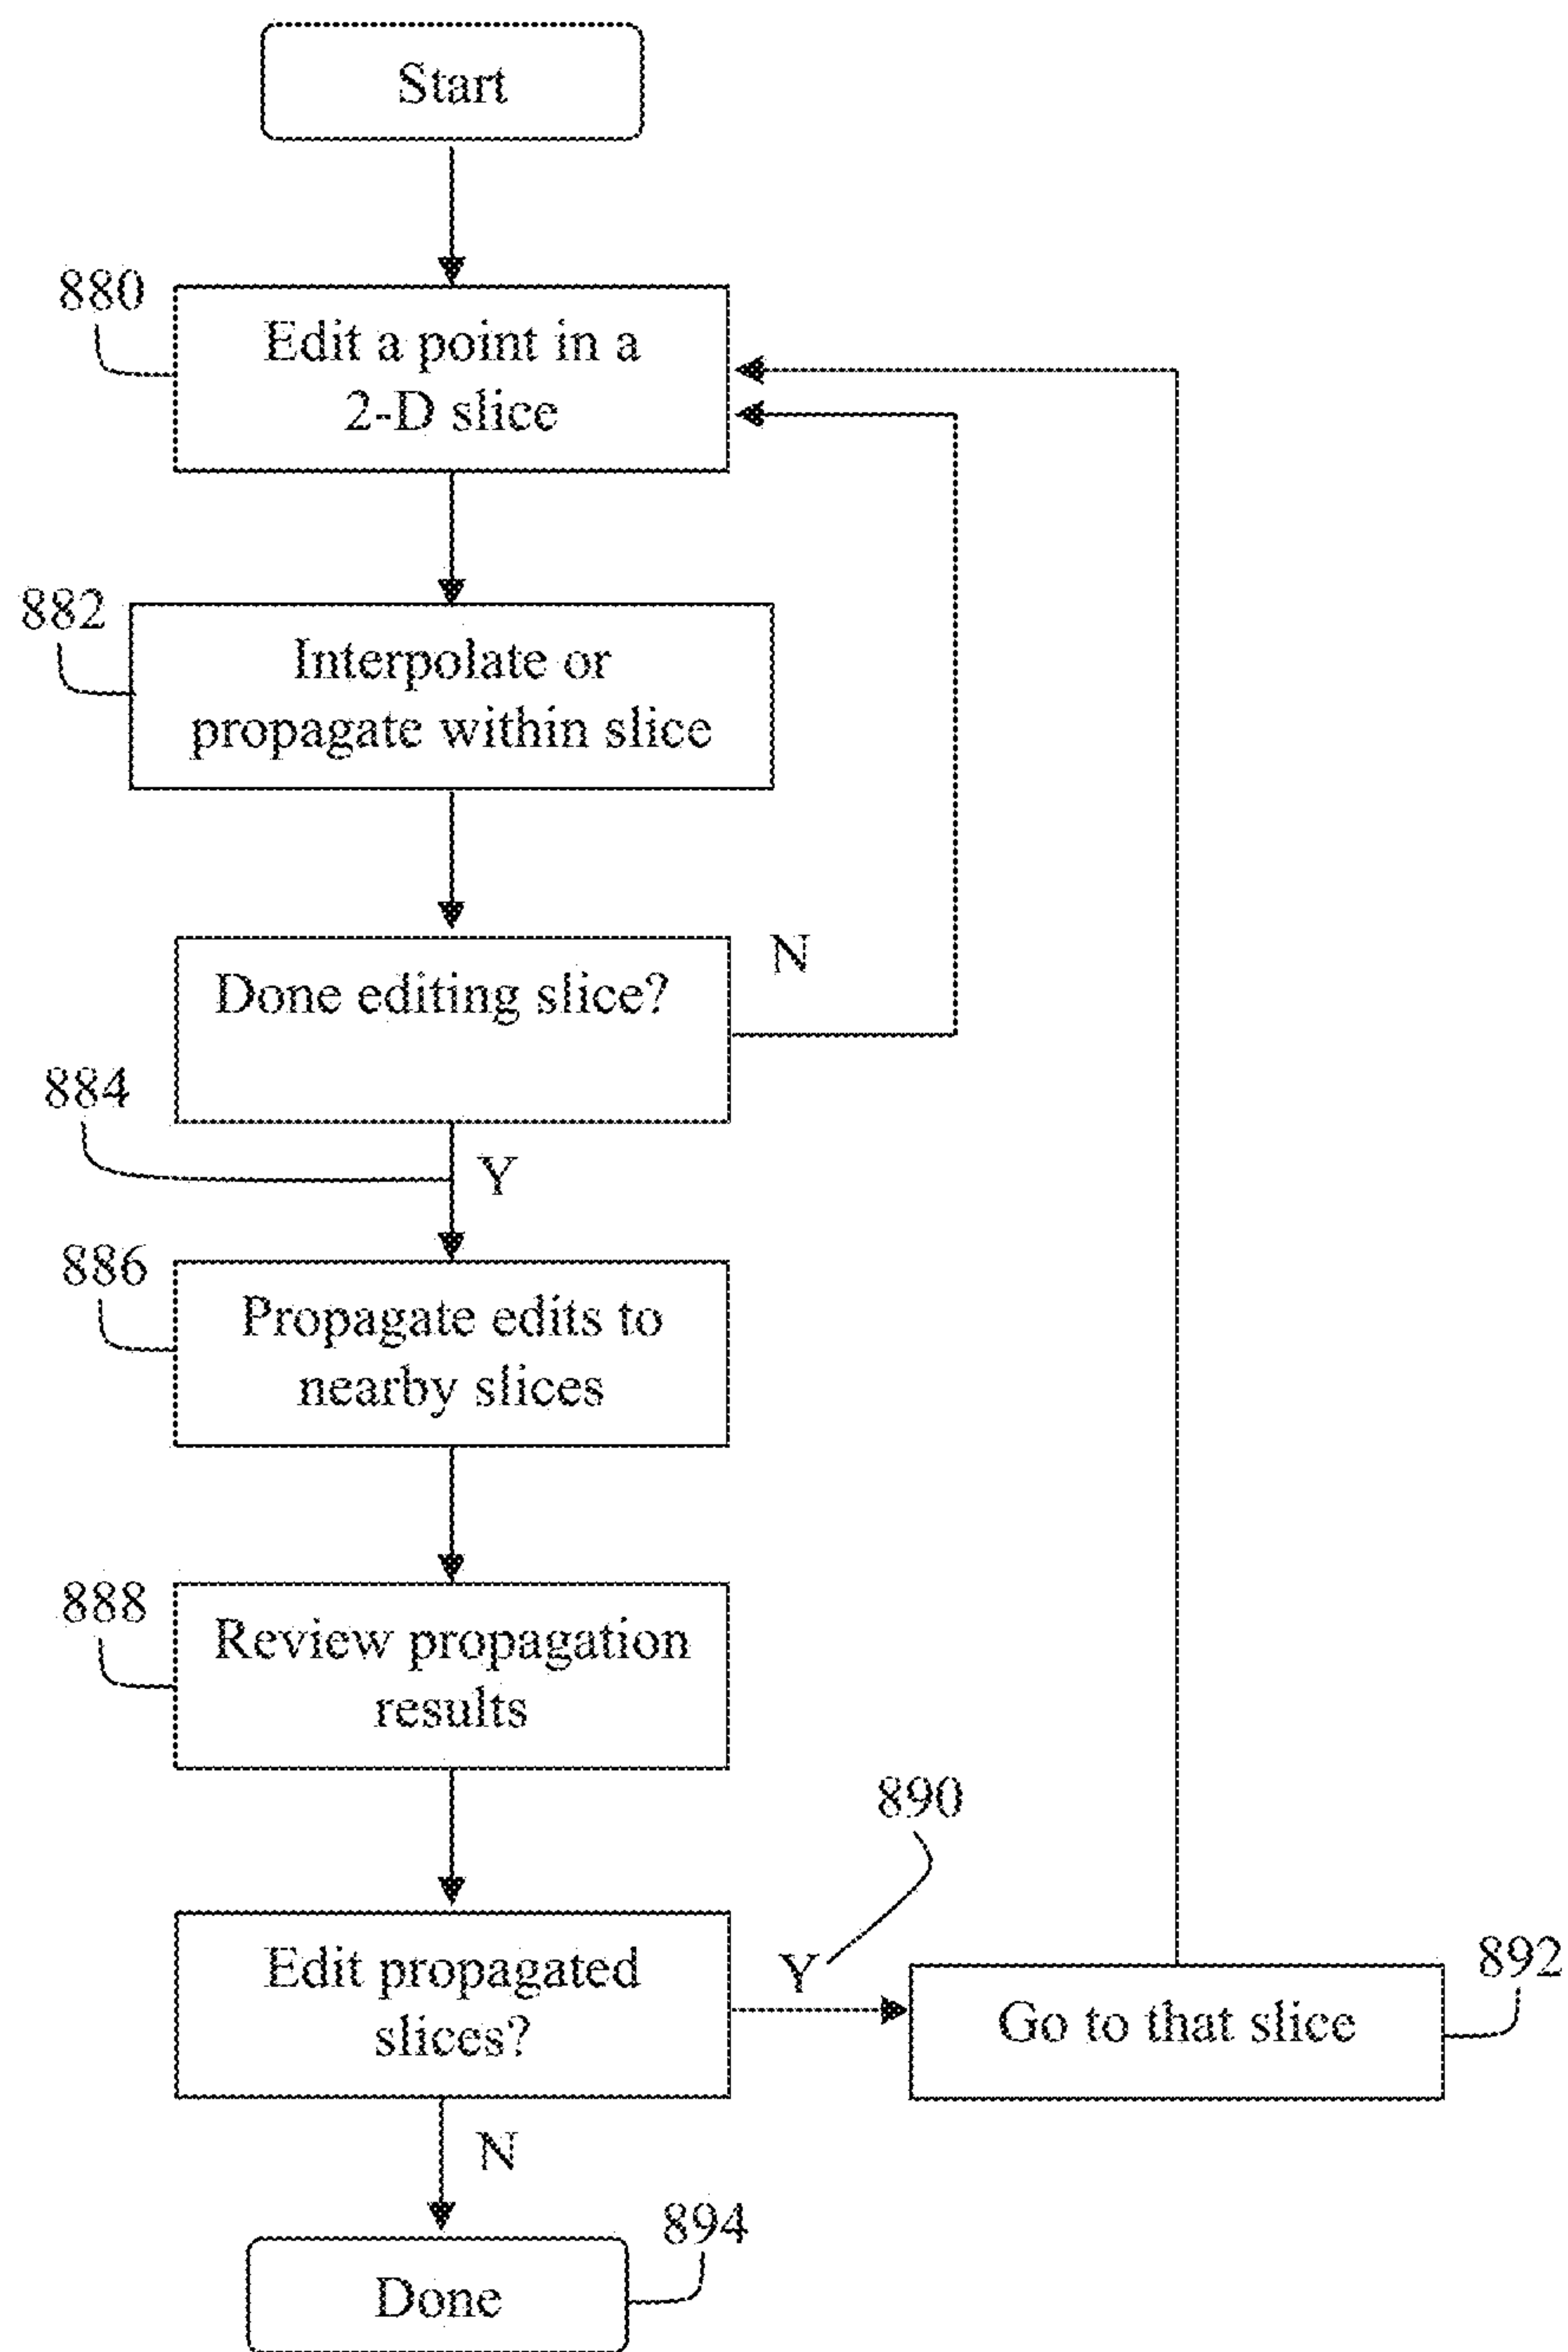 Start
880
Edit a point in a
2-D slice
882
Interpolate or
propagate within slice
Done editing slice?
N
884
Y
886
Propagate edits to
nearby slices
888
Review propagation
results
890
Edit propagated
slices?
Y
892
Go to that slice
N
894
Done